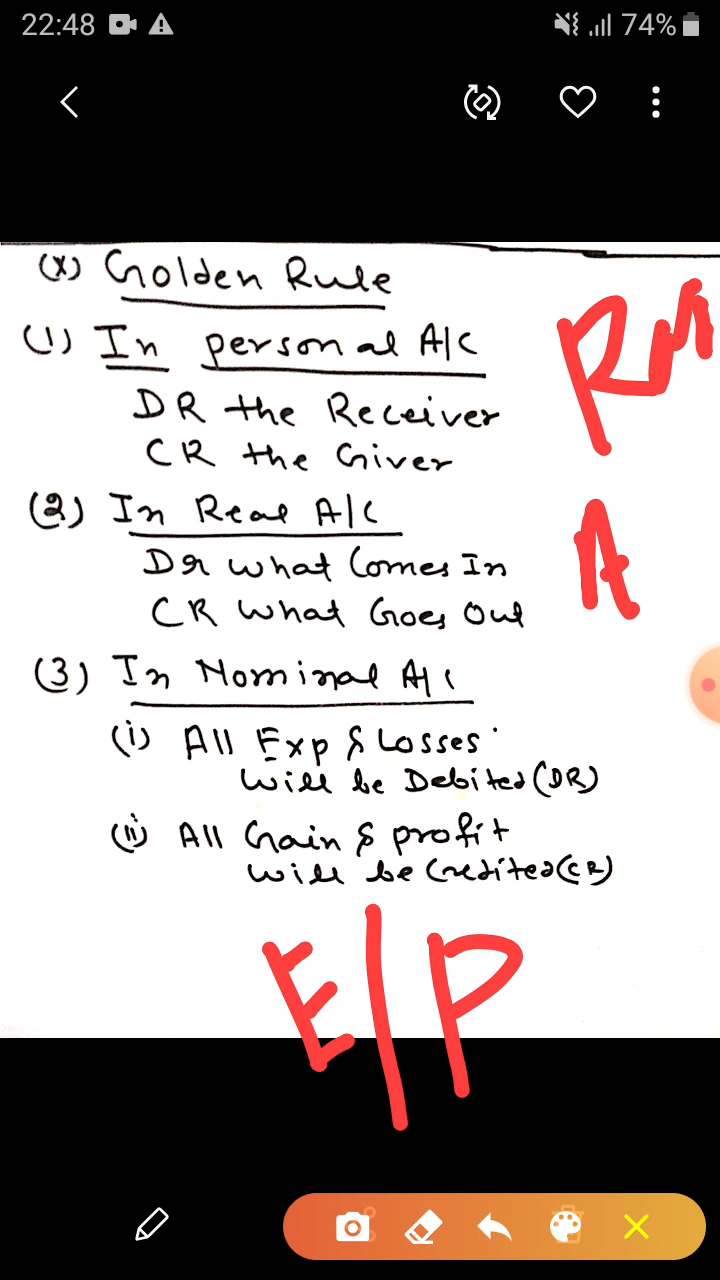 22:48 74%
(x) Golden Rule
(1) In personal A/C
DR the Receiver
CR the Giver
(2) In Real A/C
Dr what Comes In
CR What Goes Out
(3) In Nominal A/C
(i) All Exp & Losses
will be Debited (DR)
(ii) All Gain & profit
will be Credited (CR)
RM
A
E/P